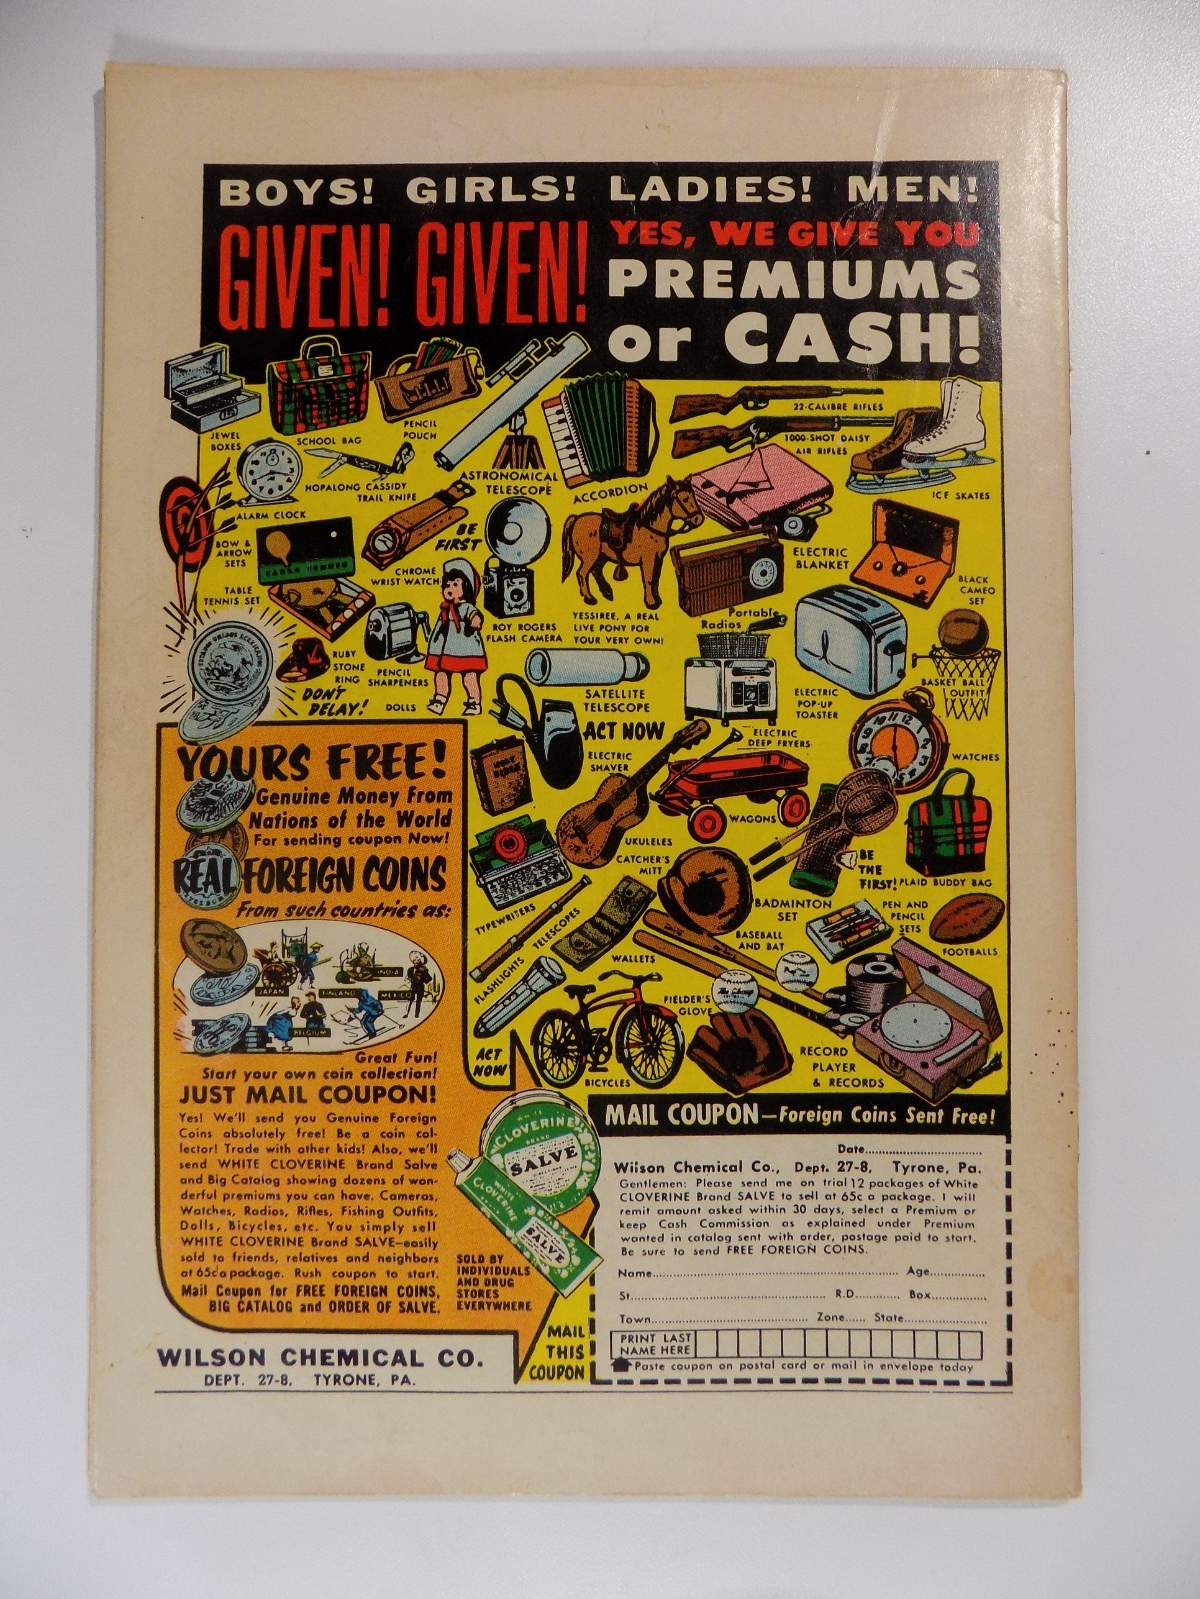 BOYS! GIRLS! LADIES! MEN!
GIVEN! GIVEN!
YES, WE GIVE YOU
PREMIUMS
or CASH!
JEWEL
BOXES
SCHOOL BAG
PENCIL
POUCH
ASTRONOMICAL
TELESCOPE
ACCORDION
22-CALIBRE RIFLES
1000-SHOT DAISY
AIR RIFLES
ICE SKATES
ALARM CLOCK
HOPALONG CASSIDY
TRAIL KNIFE
BOW &
ARROW
SETS
TABLE TENNIS
TABLE
TENNIS SET
CHROME
WRIST WATCH
BE
FIRST
ROY ROGERS
FLASH CAMERA
YESSIREE, A REAL
LIVE PONY FOR
YOUR VERY OWN!
Portable
Radios
ELECTRIC
BLANKET
BLACK
CAMEO
SET
RUBY
STONE
RING
DON'T
DELAY!
PENCIL
SHARPENERS
DOLLS
SATELLITE
TELESCOPE
ELECTRIC
POP-UP
TOASTER
BASKET BALL
OUTFIT
ACT NOW
ELECTRIC
SHAVER
ELECTRIC
DEEP FRYERS
WATCHES
HOLY BIBLE
WAGONS
UKULELES
CATCHER'S
MITT
BE
THE
FIRST!
PLAID BUDDY BAG
TYPEWRITERS
TELESCOPES
WALLETS
BADMINTON
SET
BASEBALL
AND BAT
PEN AND
PENCIL
SETS
FOOTBALLS
FLASHLIGHTS
FIELDER'S
GLOVE
ACT
NOW
BICYCLES
RECORD
PLAYER
& RECORDS
YOURS FREE!
Genuine Money From
Nations of the World
For sending coupon Now!
REAL FOREIGN COINS
From such countries as:
INDIA
JAPAN
FINLAND
MEXICO
BELGIUM
Great Fun!
Start your own coin collection!
JUST MAIL COUPON!
Yes! We'll send you Genuine Foreign
Coins absolutely free! Be a coin col-
lector! Trade with other kids! Also, we'll
send WHITE CLOVERINE Brand Salve
and Big Catalog showing dozens of won-
derful premiums you can have, Cameras,
Watches, Radios, Rifles, Fishing Outfits,
Dolls, Bicycles, etc. You simply sell
WHITE CLOVERINE Brand SALVE—easily
sold to friends, relatives and neighbors
at 65c a package. Rush coupon to start.
Mail Coupon for FREE FOREIGN COINS,
BIG CATALOG and ORDER OF SALVE.
WHITE
CLOVERINE
BRAND
SALVE
WHITE
CLOVERINE
SALVE
SOLD BY
INDIVIDUALS
AND DRUG
STORES
EVERYWHERE
WILSON CHEMICAL CO.
DEPT. 27-8, TYRONE, PA.
MAIL
THIS
COUPON
MAIL COUPON—Foreign Coins Sent Free!
Date
Wilson Chemical Co., Dept. 27-8, Tyrone, Pa.
Gentlemen: Please send me on trial 12 packages of White
CLOVERINE Brand SALVE to sell at 65c a package. I will
remit amount asked within 30 days, select a Premium or
keep Cash Commission as explained under Premium
wanted in catalog sent with order, postage paid to start.
Be sure to send FREE FOREIGN COINS.
Name Age
St. R.D. Box
Town Zone State
PRINT LAST
NAME HERE
Paste coupon on postal card or mail in envelope today